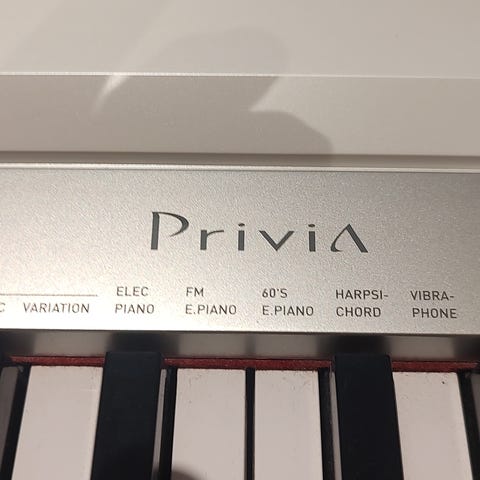 PriviA
ELEC FM 60'S HARPSI- VIBRA-
C VARIATION PIANO E.PIANO E.PIANO CHORD PHONE